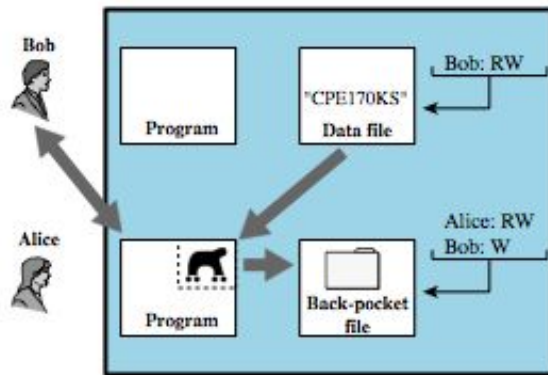 Bob
Program
"CPE170KS"
Data file
Bob: RW
Alice
Program
Back-pocket
file
Alice: RW
Bob: W